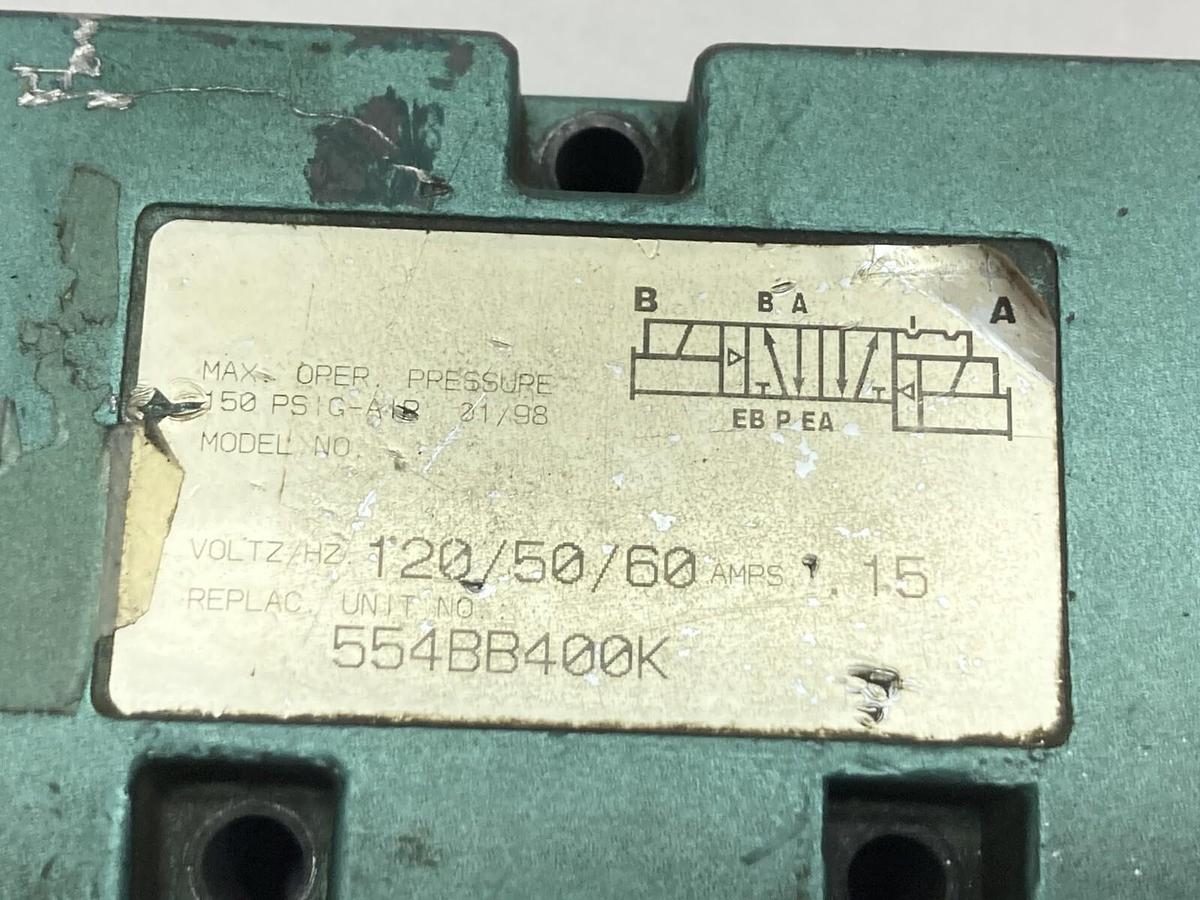 B B A A
EB P EA
MAX. OPER. PRESSURE
150 PSIG-AIR 01/98
MODEL NO.
VOLTZ/HZ 120/50/60 AMPS .15
REPLAC. UNIT NO
554BB400K